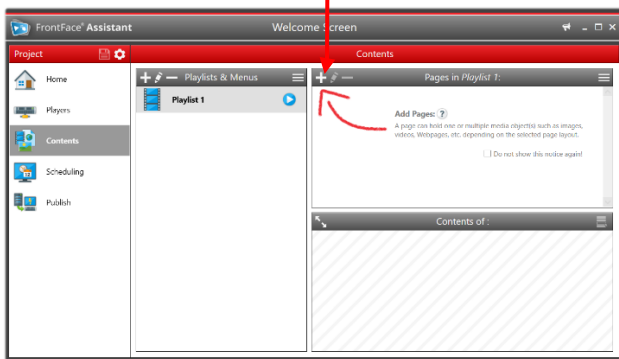 FrontFace® Assistant
Welcome Screen
Project
Contents
Home
Players
Contents
Scheduling
Publish
Playlists & Menus
Playlist 1
Pages in Playlist 1:
Add Pages: ?
A page can hold one or multiple media object(s) such as images,
videos, Webpages, etc. depending on the selected page layout.
Do not show this notice again!
Contents of :